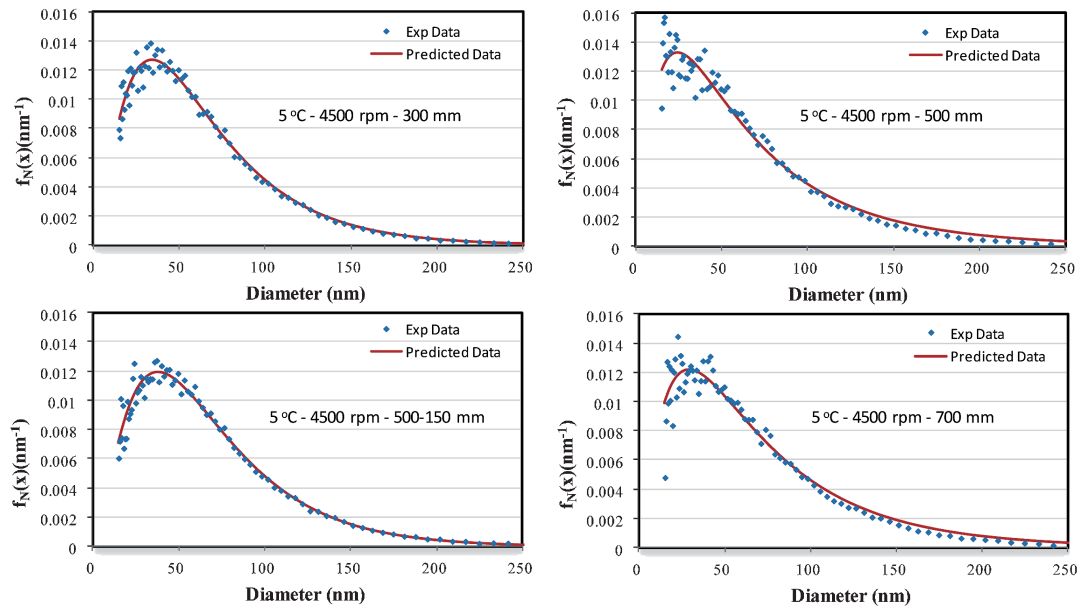 0.016
0.014
0.012
0.01
0.008
0.006
0.004
0.002
0
f_N(x)(nm⁻¹)
Exp Data
Predicted Data
5 ºC - 4500 rpm - 300 mm
0 50 100 150 200 250
Diameter (nm)
0.016
0.014
0.012
0.01
0.008
0.006
0.004
0.002
0
f_N(x)(nm⁻¹)
Exp Data
Predicted Data
5 ºC - 4500 rpm - 500 mm
0 50 100 150 200 250
Diameter (nm)
0.016
0.014
0.012
0.01
0.008
0.006
0.004
0.002
0
f_N(x)(nm⁻¹)
Exp Data
Predicted Data
5 ºC - 4500 rpm - 500-150 mm
0 50 100 150 200 250
Diameter (nm)
0.016
0.014
0.012
0.01
0.008
0.006
0.004
0.002
0
f_N(x)(nm⁻¹)
Exp Data
Predicted Data
5 ºC - 4500 rpm - 700 mm
0 50 100 150 200 250
Diameter (nm)